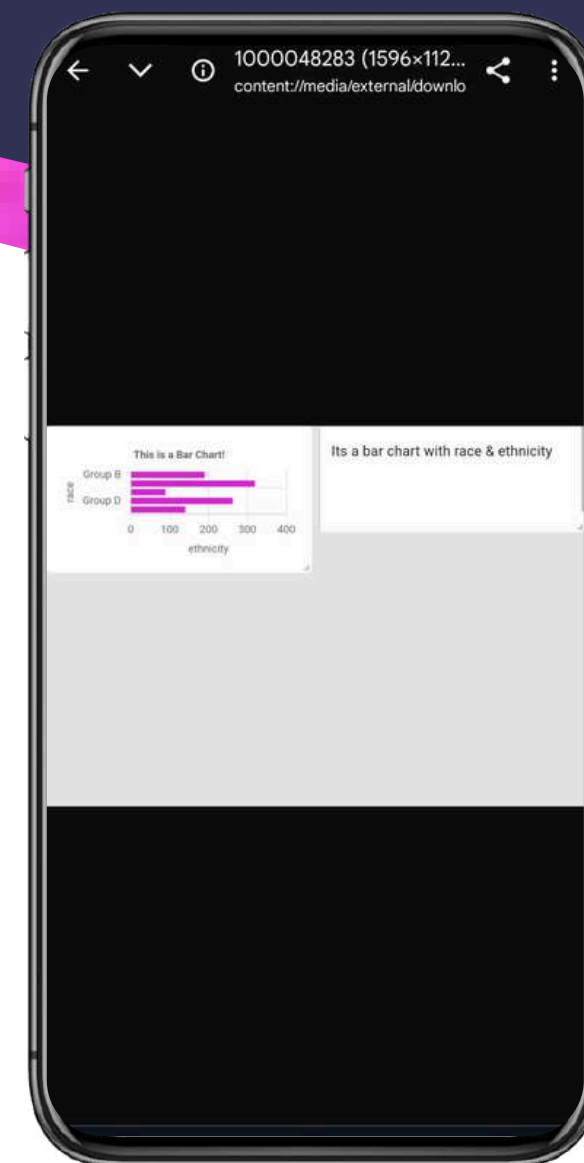 1000048283 (1596×112...
content://media/external/downlo
This is a Bar Chart!
race
Group B
Group D
0 100 200 300 400
ethnicity
Its a bar chart with race & ethnicity